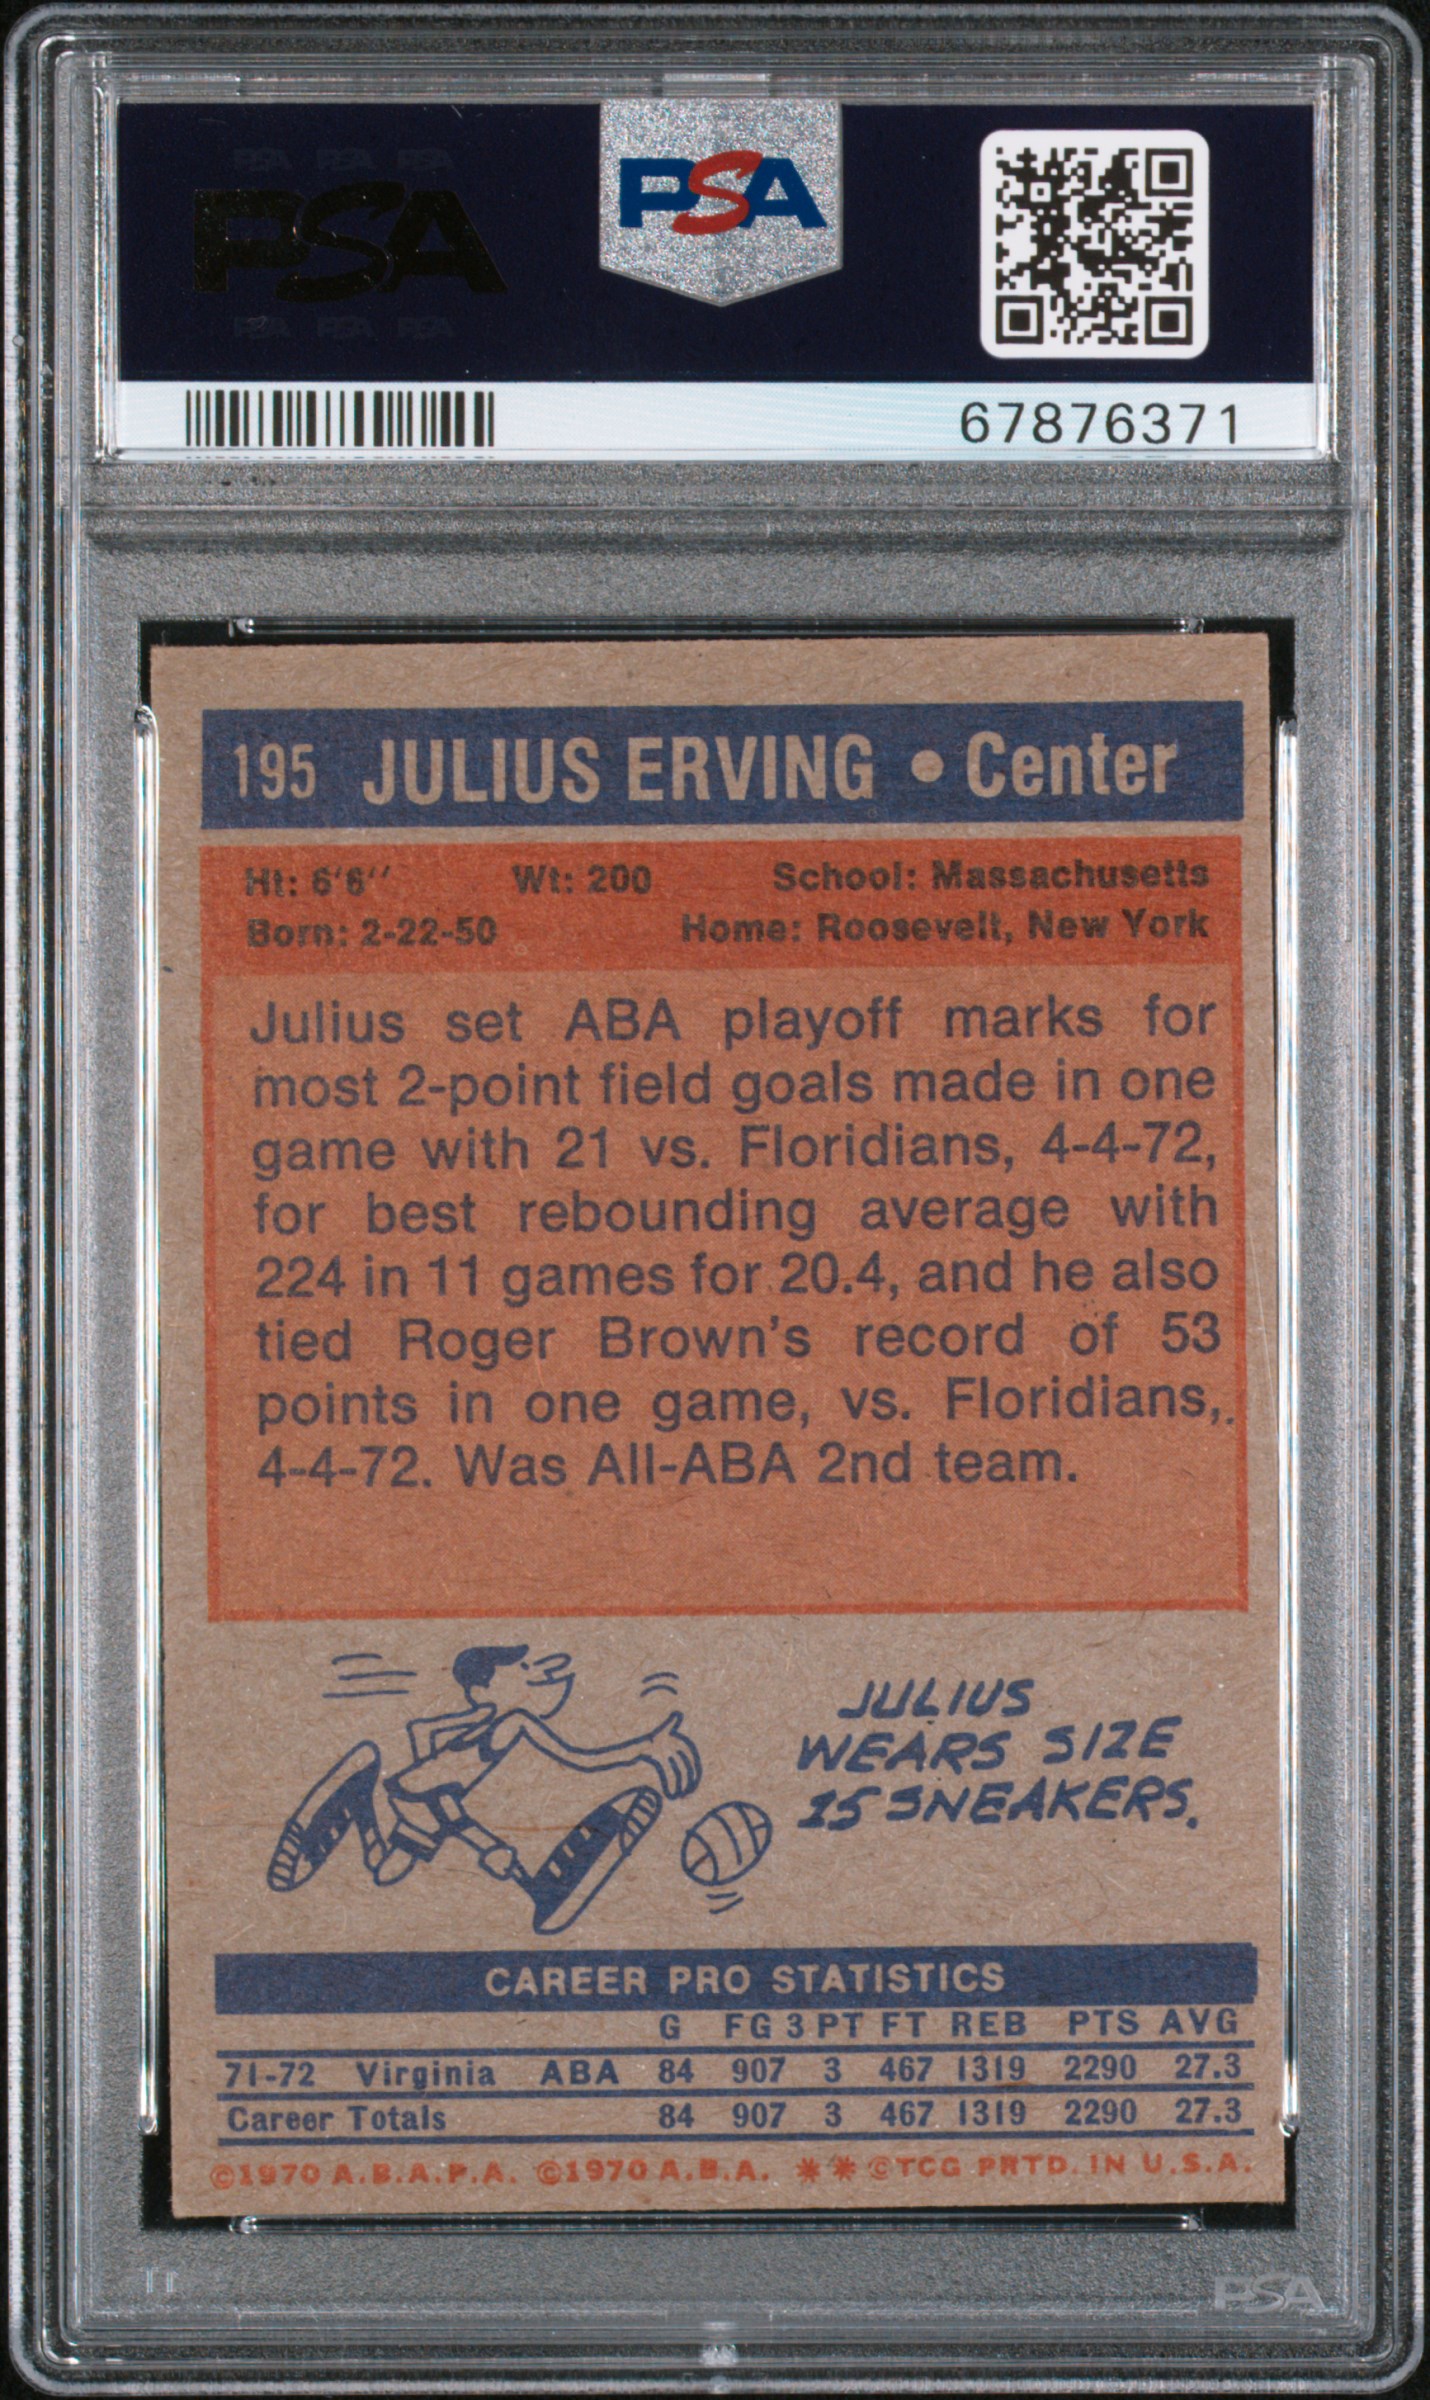 PSA PSA PSA
PSA
PSA PSA PSA
PSA
67876371
195 JULIUS ERVING • Center
Ht: 6'6" Wt: 200 School: Massachusetts
Born: 2-22-50 Home: Roosevelt, New York
Julius set ABA playoff marks for
most 2-point field goals made in one
game with 21 vs. Floridians, 4-4-72,
for best rebounding average with
224 in 11 games for 20.4, and he also
tied Roger Brown's record of 53
points in one game, vs. Floridians,
4-4-72. Was All-ABA 2nd team.
JULIUS
WEARS SIZE
15 SNEAKERS.
CAREER PRO STATISTICS
G FG 3 PT FT REB PTS AVG
71-72 Virginia ABA 84 907 3 467 1319 2290 27.3
Career Totals 84 907 3 467 1319 2290 27.3
©1970 A.B.A.P.A. ©1970 A.B.A. ** ©TCG PRTD. IN U.S.A.
PSA